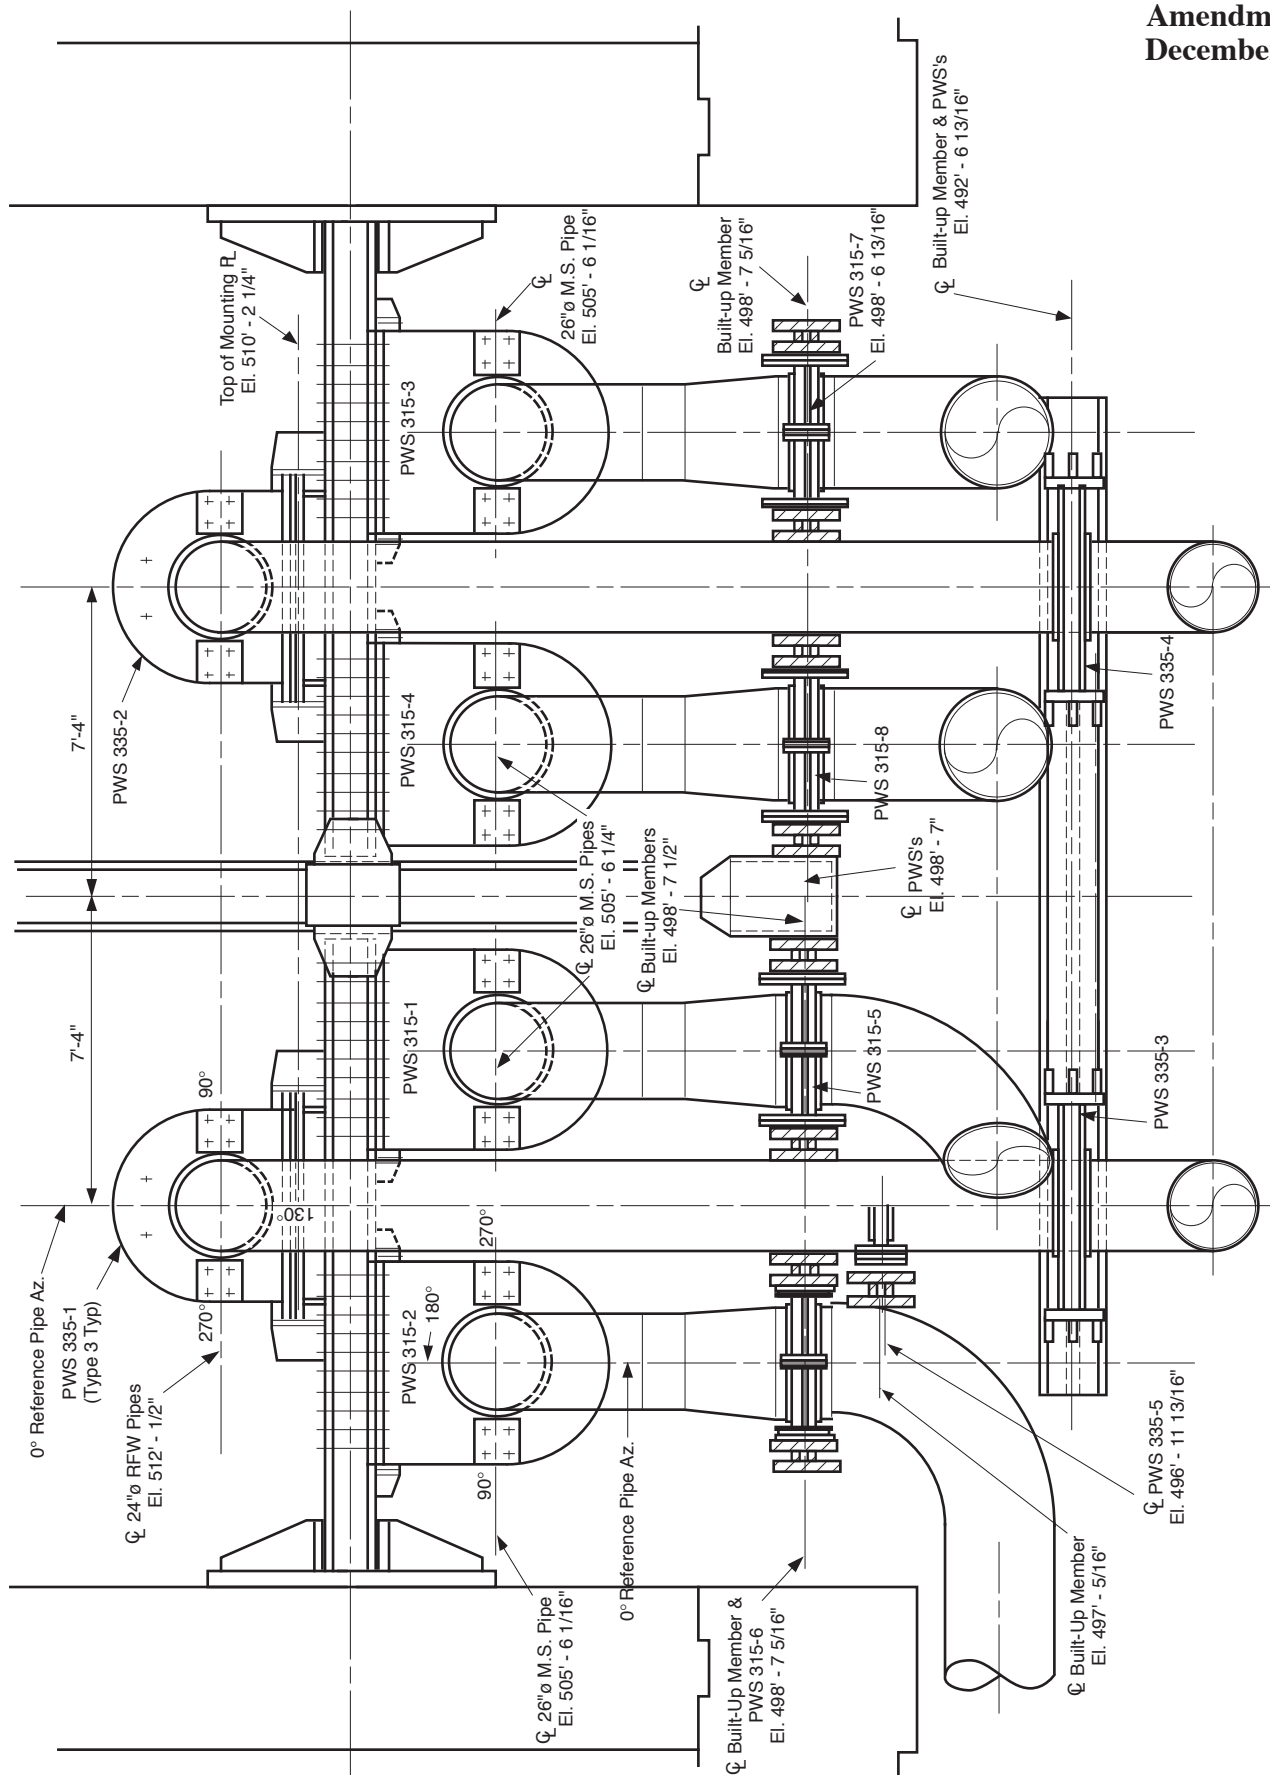 Amendm
Decembe
0° Reference Pipe Az.
PWS 335-1
(Type 3 Typ)
℄ 24"ø RFW Pipes
El. 512' - 1/2"
270°
90°
130°
7'-4"
7'-4"
PWS 335-2
Top of Mounting ℞
El. 510' - 2 1/4"
PWS 315-2
180°
270°
90°
PWS 315-1
PWS 315-4
PWS 315-3
℄
26"ø M.S. Pipe
El. 505' - 6 1/16"
℄ 26"ø M.S. Pipe
El. 505' - 6 1/16"
0° Reference Pipe Az.
℄ 26"ø M.S. Pipes
El. 505' - 6 1/4"
℄ Built-up Members
El. 498' - 7 1/2"
℄
Built-up Member
El. 498' - 7 5/16"
PWS 315-7
El. 498' - 6 13/16"
℄ Built-Up Member &
PWS 315-6
El. 498' - 7 5/16"
PWS 315-5
PWS 315-8
℄ PWS's
El. 498' - 7"
℄ Built-up Member & PWS's
El. 492' - 6 13/16"
℄ Built-Up Member
El. 497' - 5/16"
℄ PWS 335-5
El. 496' - 11 13/16"
PWS 335-3
PWS 335-4